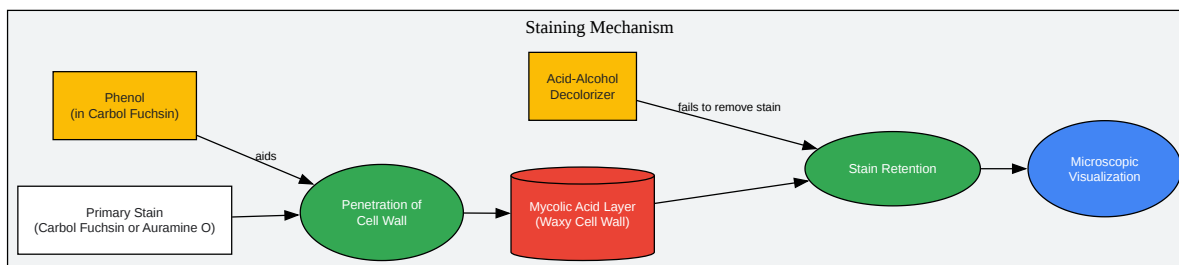 Staining Mechanism
Phenol
(in Carbol Fuchsin)
Acid-Alcohol
Decolorizer
fails to remove stain
aids
Primary Stain
(Carbol Fuchsin or Auramine O)
Penetration of
Cell Wall
Mycolic Acid Layer
(Waxy Cell Wall)
Stain Retention
Microscopic
Visualization